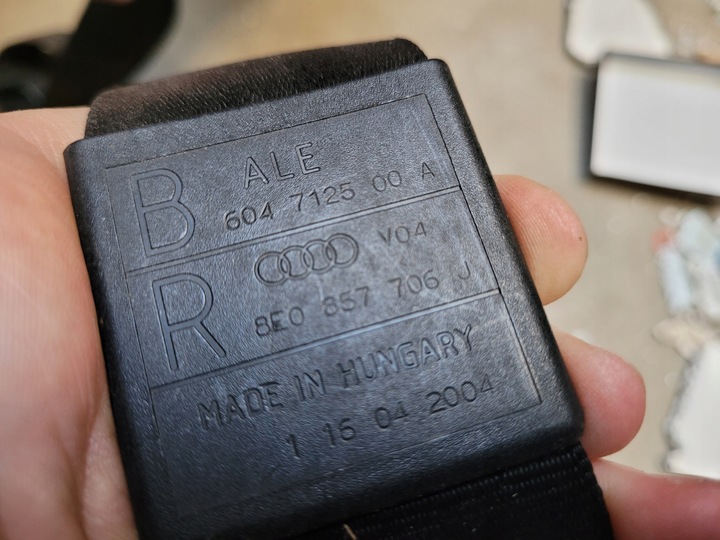 B ALE
604 7125 00 A
R V04
8E0 857 706 J
MADE IN HUNGARY
1 16 04 2004